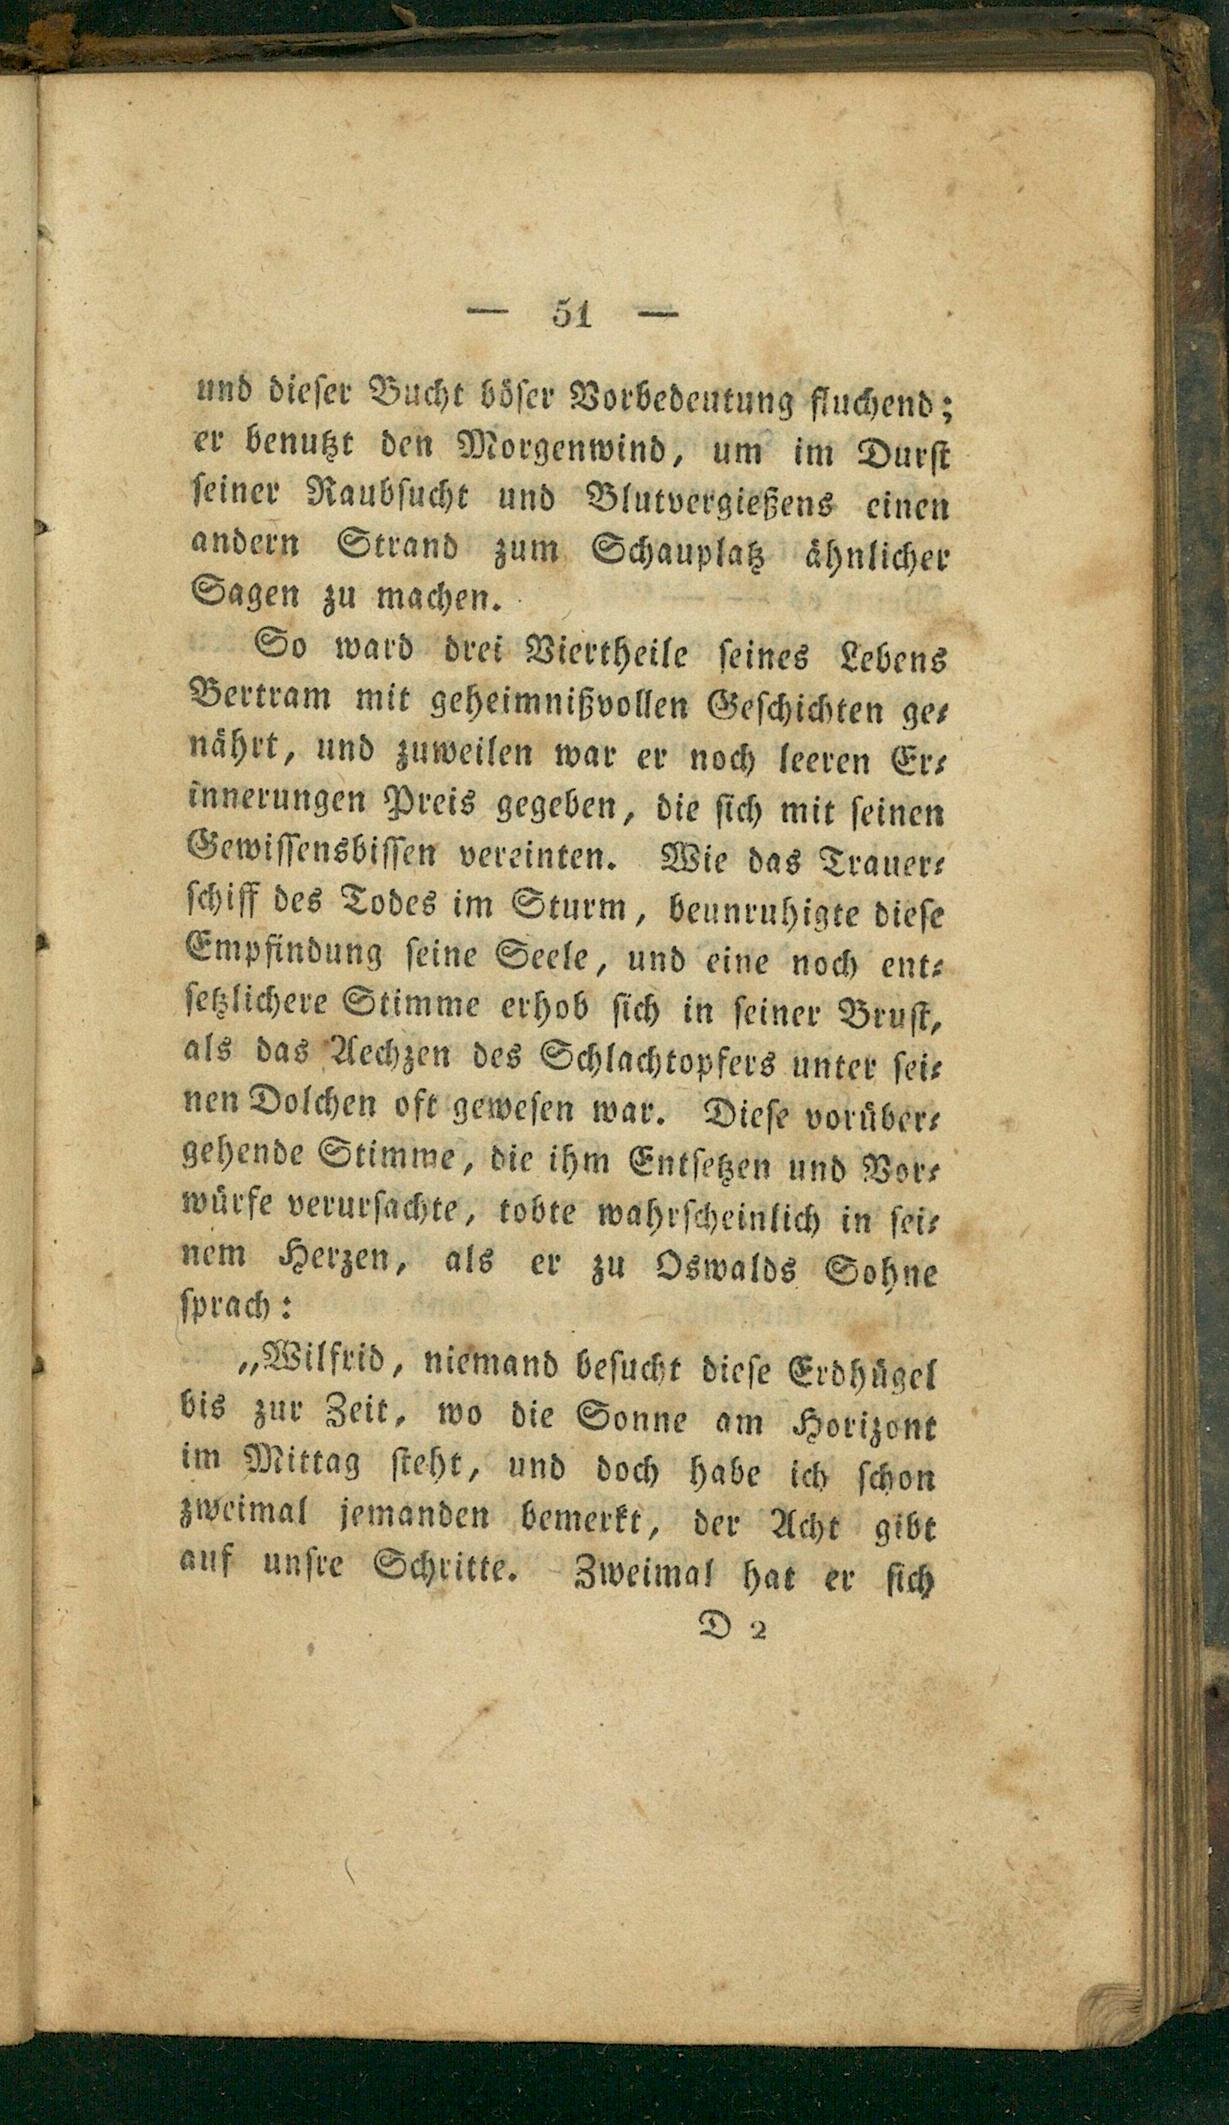 — 51 —
und dieſer Bucht böſer Vorbedeutung fluchend;
er benutzt den Morgenwind, um im Durſt
ſeiner Raubſucht und Blutvergießens einen
andern Strand zum Schauplatz ähnlicher
Sagen zu machen.
So ward drei Viertheile ſeines Lebens
Bertram mit geheimnißvollen Geſchichten ge⸗
nährt, und zuweilen war er noch leeren Er⸗
innerungen Preis gegeben, die ſich mit ſeinen
Gewiſſensbiſſen vereinten. Wie das Trauer⸗
ſchiff des Todes im Sturm, beunruhigte dieſe
Empfindung ſeine Seele, und eine noch ent⸗
ſetzlichere Stimme erhob ſich in ſeiner Bruſt,
als das Aechzen des Schlachtopfers unter ſei⸗
nen Dolchen oft geweſen war. Dieſe vorüber⸗
gehende Stimme, die ihm Entſetzen und Vor⸗
würfe verurſachte, tobte wahrſcheinlich in ſei⸗
nem Herzen, als er zu Oswalds Sohne
ſprach:
„Wilfrid, niemand beſucht dieſe Erdhügel
bis zur Zeit, wo die Sonne am Horizont
im Mittag ſteht, und doch habe ich ſchon
zweimal jemanden bemerkt, der Acht gibt
auf unſre Schritte. Zweimal hat er ſich
D 2